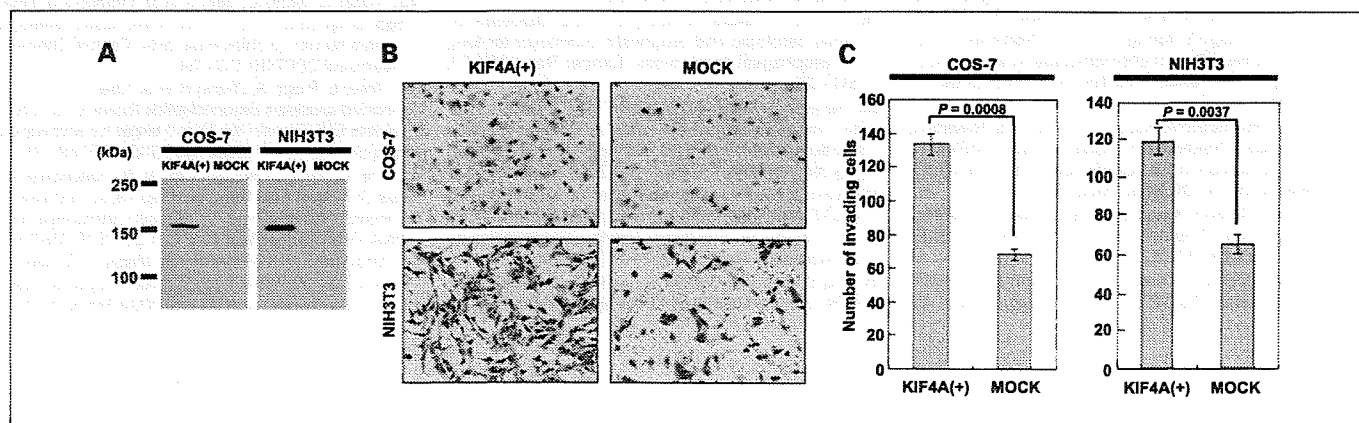 A
COS-7 NIH3T3
(kDa)
KIF4A(+) MOCK KIF4A(+) MOCK
250
150
100
B
KIF4A(+) MOCK
COS-7
NIH3T3
C
COS-7
Number of invading cells
160
140
120
100
80
60
40
20
0
P = 0.0008
KIF4A(+) MOCK
NIH3T3
140
120
100
80
60
40
20
0
P = 0.0037
KIF4A(+) MOCK